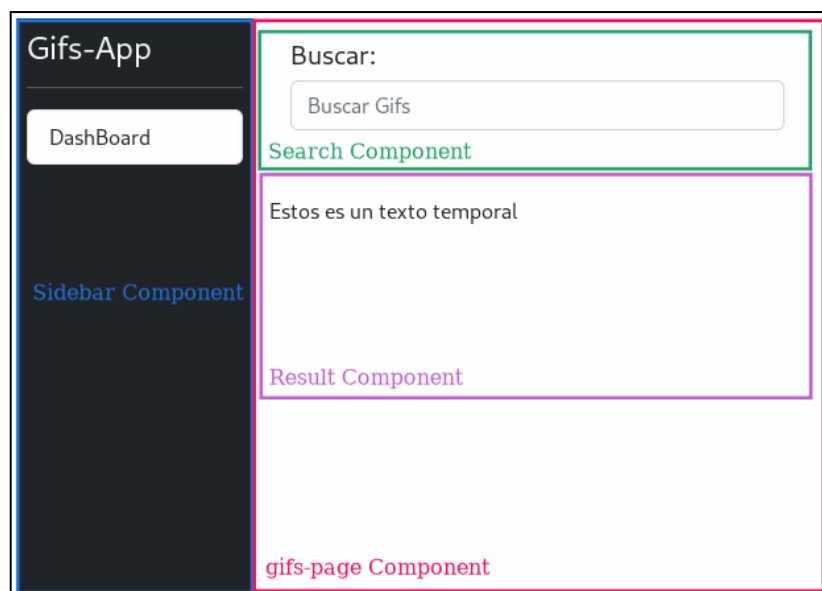 Gifs-App
DashBoard
Sidebar Component
Buscar:
Buscar Gifs
Search Component
Estos es un texto temporal
Result Component
gifs-page Component